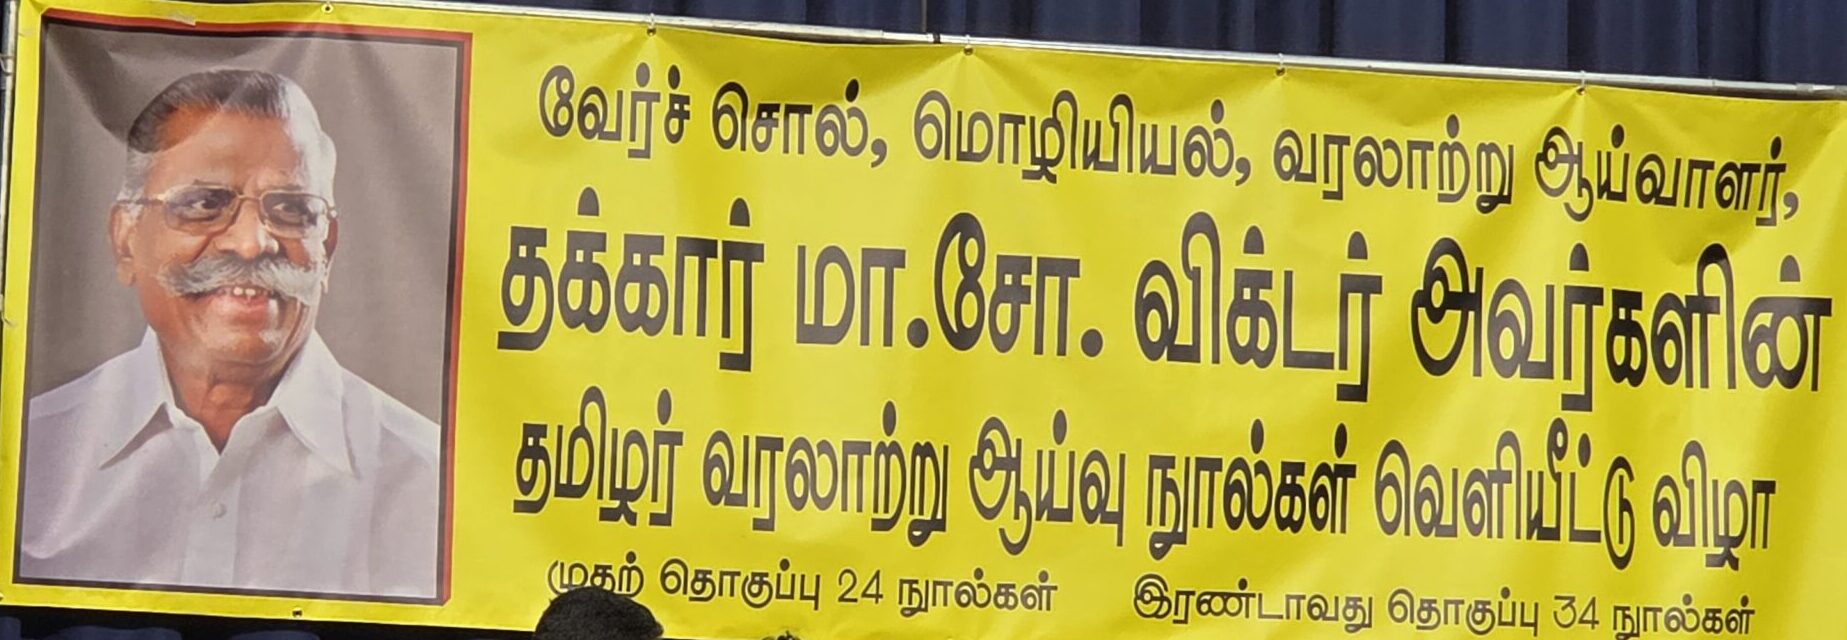 வேர்ச் சொல், மொழியியல், வரலாற்று ஆய்வாளர்,
தக்கார் மா.சோ. விக்டர் அவர்களின்
தமிழர் வரலாற்று ஆய்வு நூல்கள் வெளியீட்டு விழா
முதற் தொகுப்பு 24 நூல்கள் இரண்டாவது தொகுப்பு 34 நூல்கள்